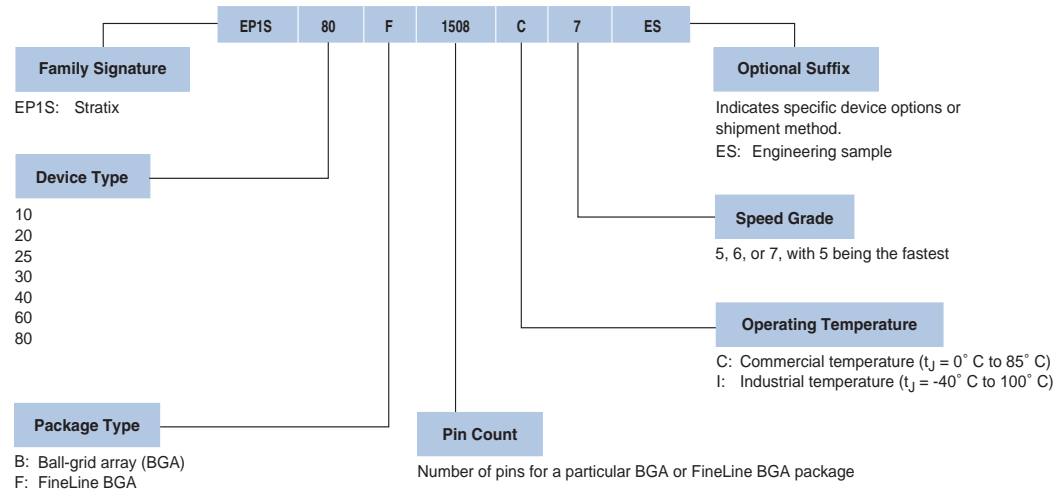 EP1S 80 F 1508 C 7 ES
Family Signature
EP1S: Stratix
Device Type
10
20
25
30
40
60
80
Package Type
B: Ball-grid array (BGA)
F: FineLine BGA
Pin Count
Number of pins for a particular BGA or FineLine BGA package
Optional Suffix
Indicates specific device options or
shipment method.
ES: Engineering sample
Speed Grade
5, 6, or 7, with 5 being the fastest
Operating Temperature
C: Commercial temperature (tJ = 0˚ C to 85˚ C)
I: Industrial temperature (tJ = -40˚ C to 100˚ C)